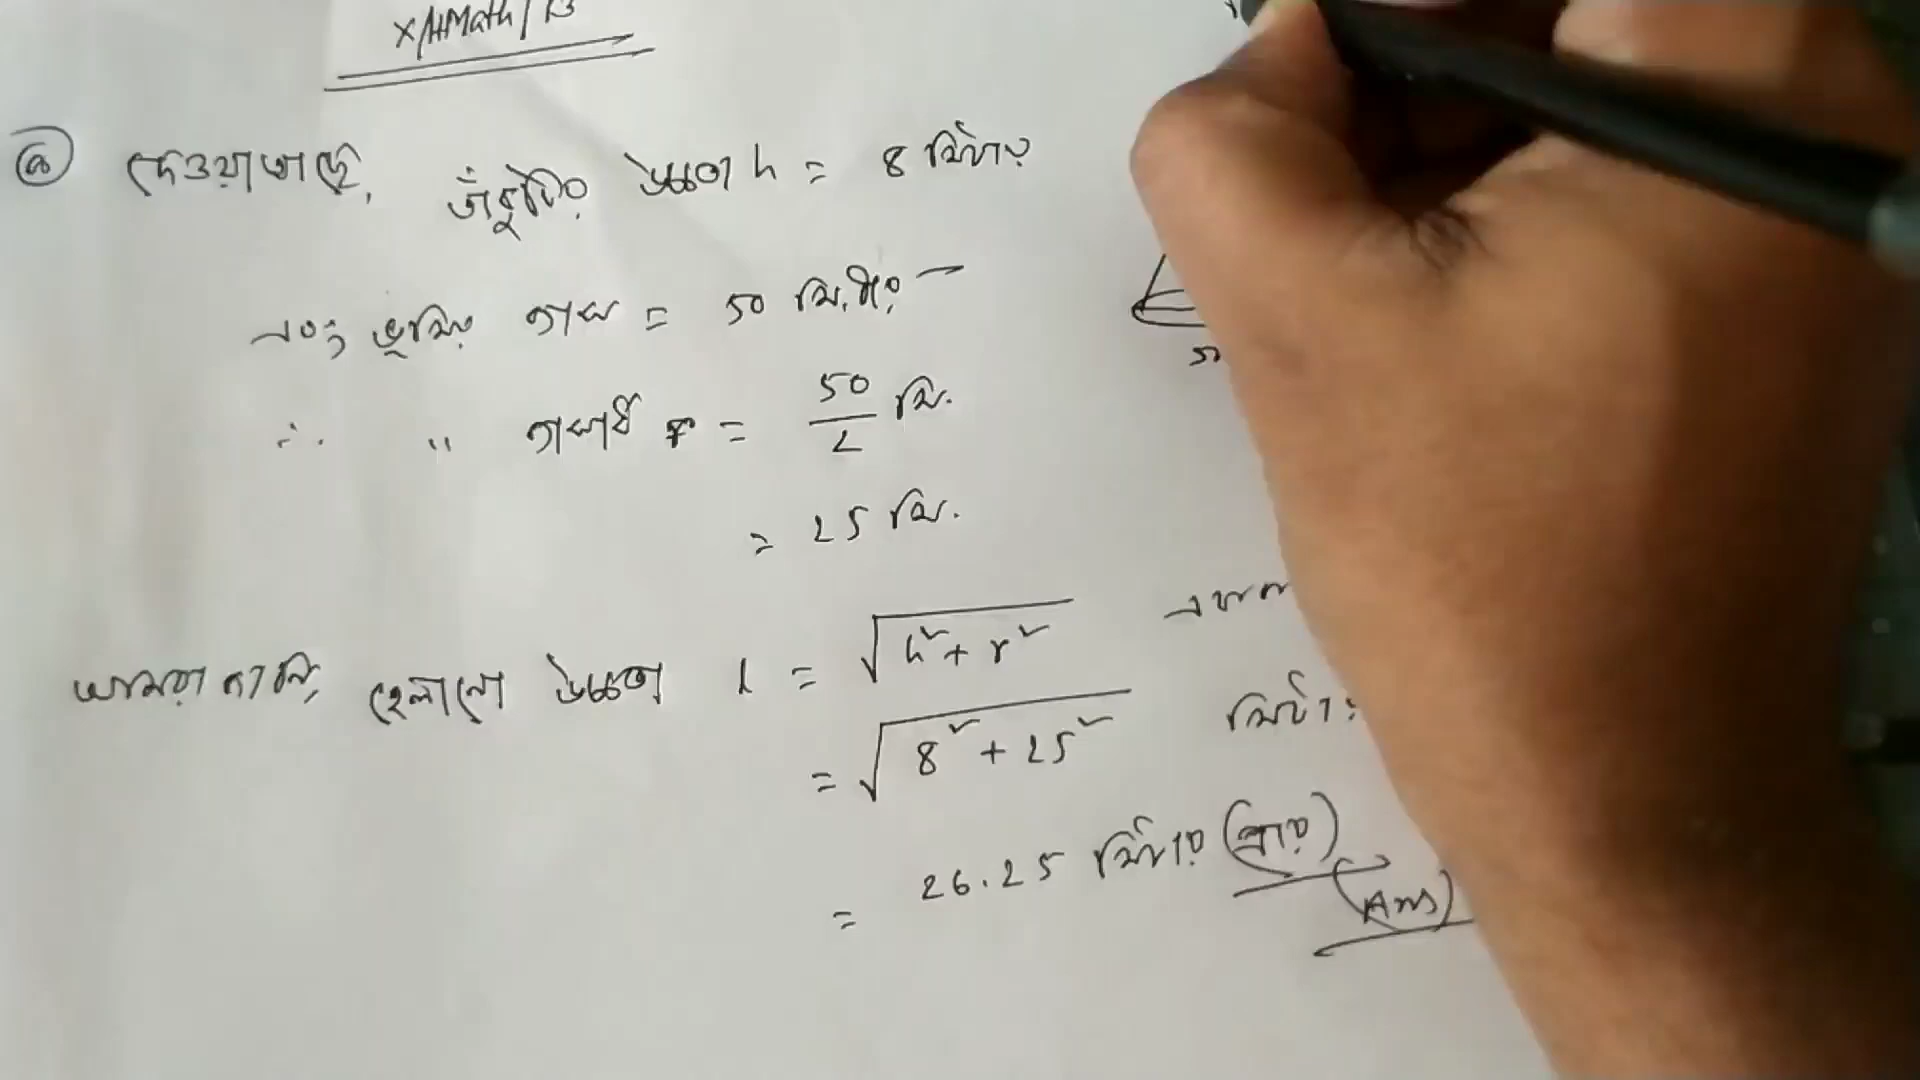 X/HMath/13
ⓐ দেওয়াআছে, তাঁবুটির উচ্চতা h = 8 মিটার
এবং ভূমির ব্যাস = 50 মি.
∴ " ব্যাসার্ধ r = 50/2 মি.
= 25 মি.
আমরা জানি, হেলানো উচ্চতা l = √(h² + r²)
= √(8² + 25²)
= 26.25 মিটার (প্রায়)
(Ans)